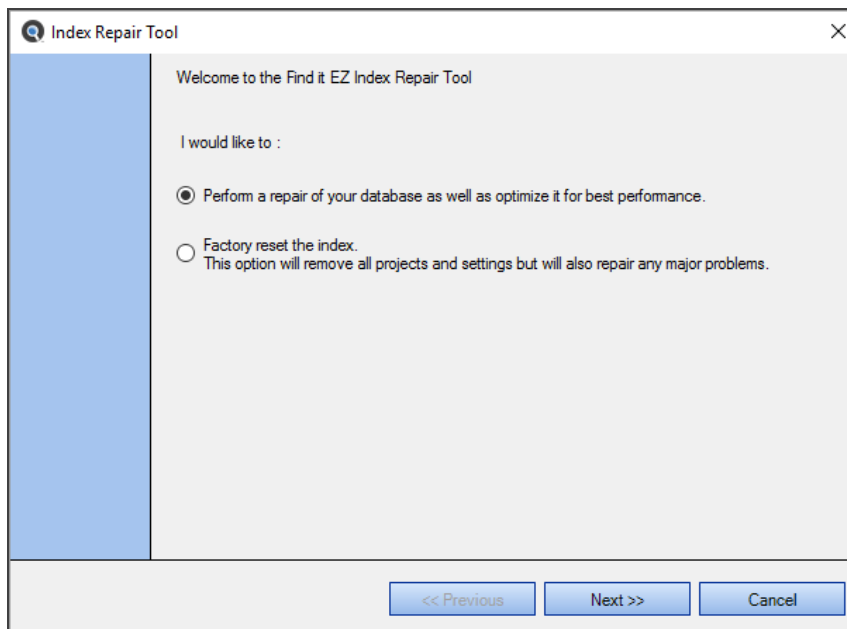 Index Repair Tool
Welcome to the Find it EZ Index Repair Tool
I would like to :
Perform a repair of your database as well as optimize it for best performance.
Factory reset the index.
This option will remove all projects and settings but will also repair any major problems.
<< Previous
Next >>
Cancel